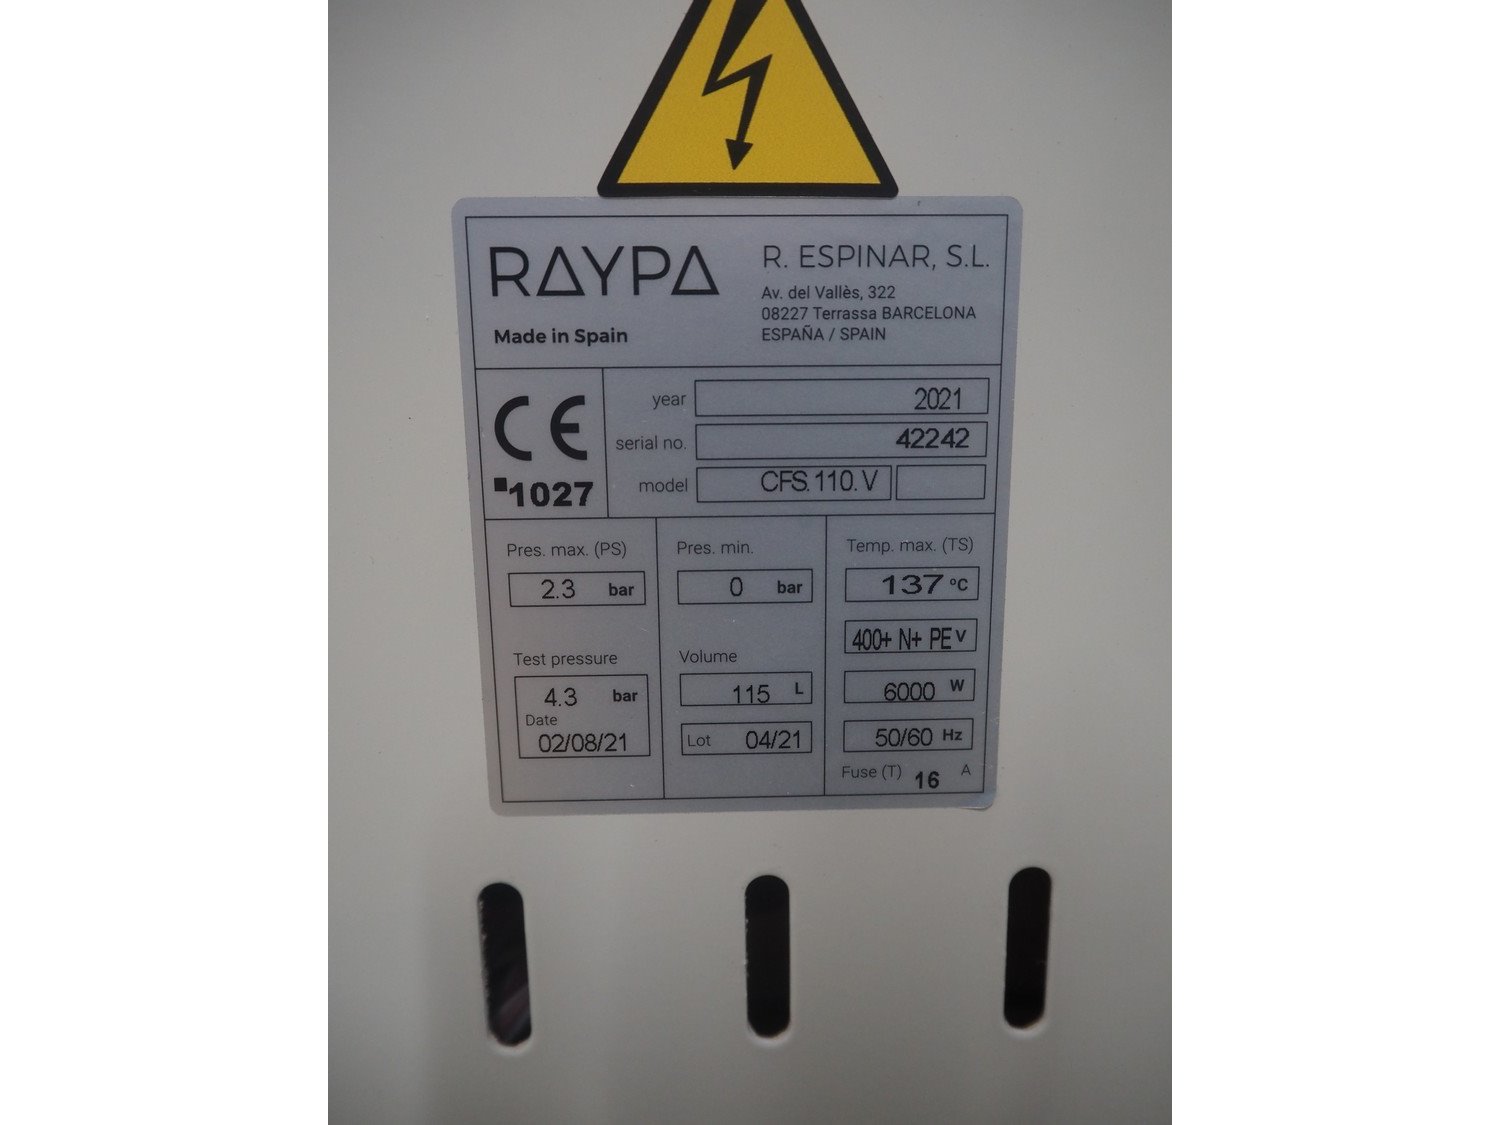 RAYPA
Made in Spain
R. ESPINAR, S.L.
Av. del Vallès, 322
08227 Terrassa BARCELONA
ESPAÑA / SPAIN
CE
1027
year 2021
serial no. 42242
model CFS.110.V
Pres. max. (PS)
2.3 bar
Test pressure
4.3 bar
Date
02/08/21
Pres. min.
0 bar
Volume
115 L
Lot 04/21
Temp. max. (TS)
137 ºC
400+ N+ PE V
6000 W
50/60 Hz
Fuse (T) 16 A